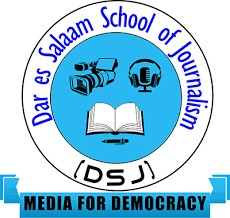 Dar es Salaam School of Journalism
(DSJ)
MEDIA FOR DEMOCRACY